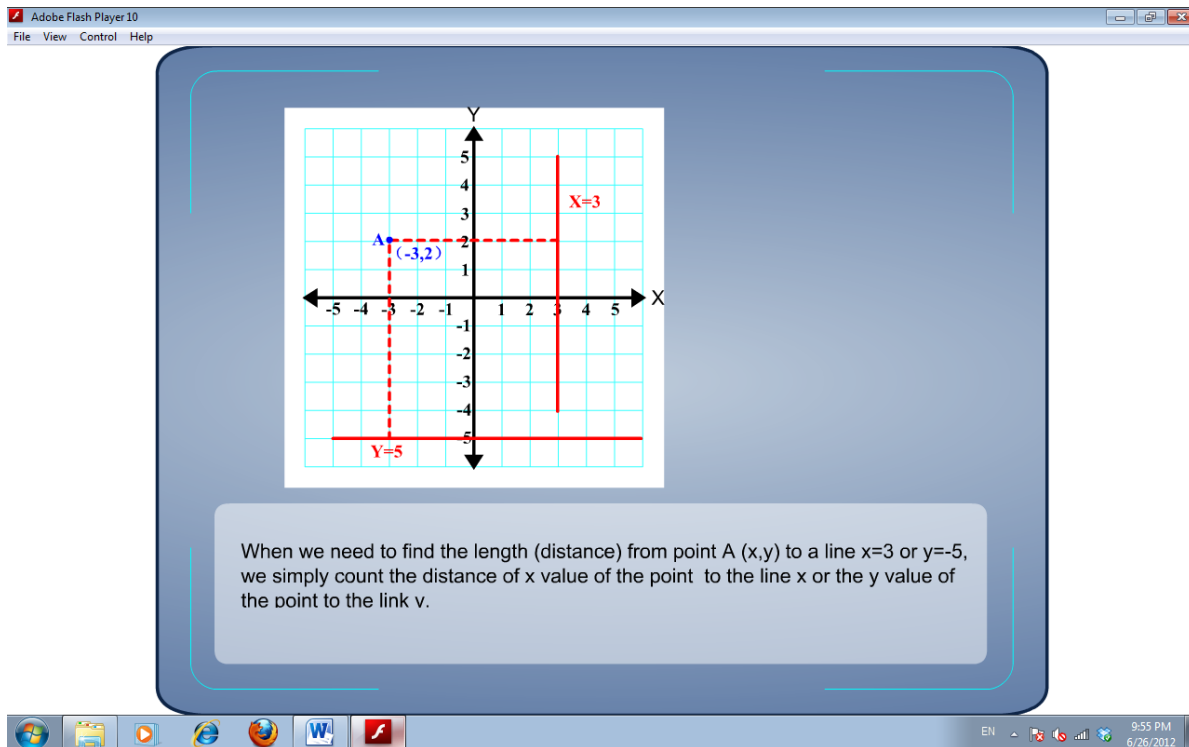 Adobe Flash Player 10
File View Control Help
Y
5
4
X=3
3
A
2
(-3,2)
1
X
-5 -4 -3 -2 -1 1 2 3 4 5
-1
-2
-3
-4
-5
Y=5
When we need to find the length (distance) from point A (x,y) to a line x=3 or y=-5,
we simply count the distance of x value of the point to the line x or the y value of
the point to the link y.
EN
9:55 PM
6/26/2012